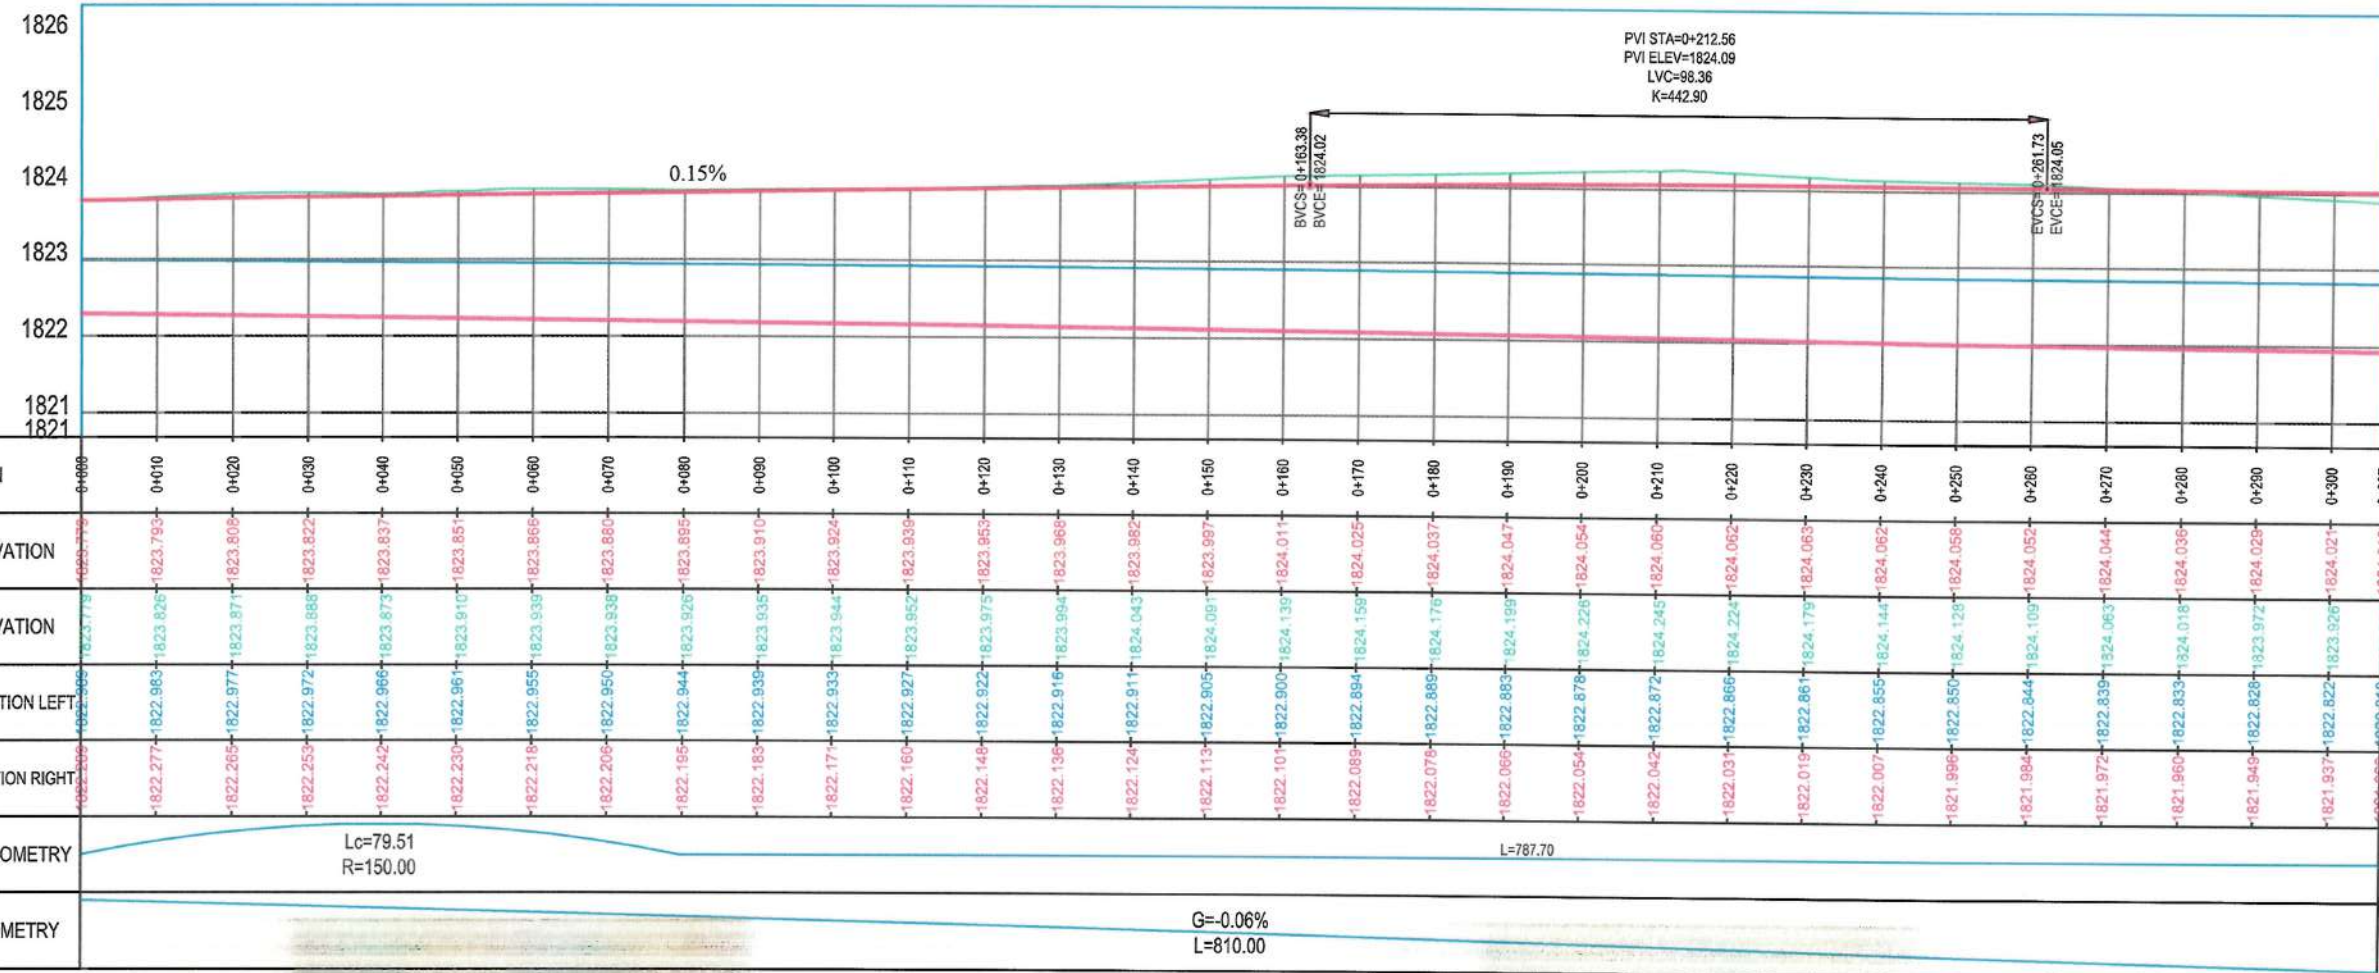 1826
1825
1824
1823
1822
1821
1821
PVI STA=0+212.56
PVI ELEV=1824.09
LVC=98.36
K=442.90
BVCS= 0+163.38
BVCE= 1824.02
EVCS= 0+261.73
EVCE= 1824.05
0.15%
0+000 0+010 0+020 0+030 0+040 0+050 0+060 0+070 0+080 0+090 0+100 0+110 0+120 0+130 0+140 0+150 0+160 0+170 0+180 0+190 0+200 0+210 0+220 0+230 0+240 0+250 0+260 0+270 0+280 0+290 0+300
VATION 1823.779 1823.793 1823.808 1823.822 1823.837 1823.851 1823.866 1823.880 1823.895 1823.910 1823.924 1823.939 1823.953 1823.968 1823.982 1823.997 1824.011 1824.025 1824.037 1824.047 1824.054 1824.060 1824.062 1824.063 1824.062 1824.058 1824.052 1824.044 1824.036 1824.029 1824.021
VATION 1823.779 1823.826 1823.871 1823.888 1823.873 1823.910 1823.939 1823.938 1823.926 1823.935 1823.944 1823.952 1823.975 1823.994 1824.043 1824.091 1824.139 1824.159 1824.176 1824.199 1824.226 1824.245 1824.224 1824.179 1824.144 1824.128 1824.109 1824.063 1824.018 1823.972 1823.926
TION LEFT 1822.989 1822.983 1822.977 1822.972 1822.966 1822.961 1822.955 1822.950 1822.944 1822.939 1822.933 1822.927 1822.922 1822.916 1822.911 1822.905 1822.900 1822.894 1822.889 1822.883 1822.878 1822.872 1822.866 1822.861 1822.855 1822.850 1822.844 1822.839 1822.833 1822.828 1822.822
ION RIGHT 1822.289 1822.277 1822.265 1822.253 1822.242 1822.230 1822.218 1822.206 1822.195 1822.183 1822.171 1822.160 1822.148 1822.136 1822.124 1822.113 1822.101 1822.089 1822.078 1822.066 1822.054 1822.042 1822.031 1822.019 1822.007 1821.996 1821.984 1821.972 1821.960 1821.949 1821.937
OMETRY
Lc=79.51
R=150.00
L=787.70
METRY
G=-0.06%
L=810.00